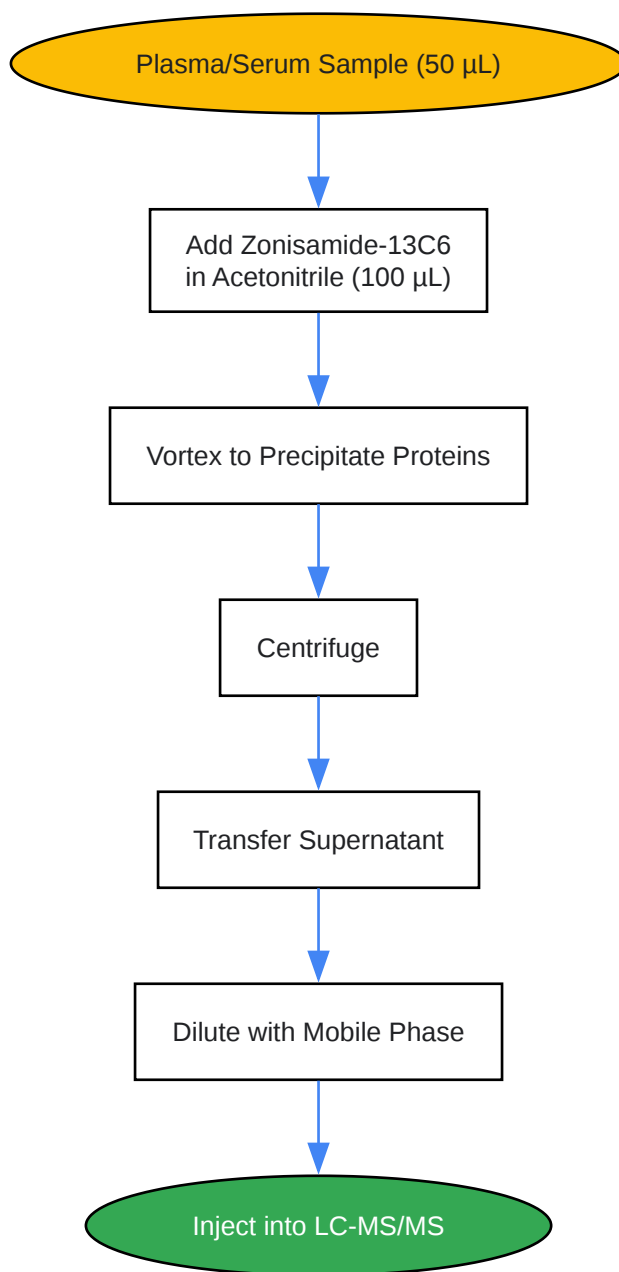 Plasma/Serum Sample (50 µL)
Add Zonisamide-13C6
in Acetonitrile (100 µL)
Vortex to Precipitate Proteins
Centrifuge
Transfer Supernatant
Dilute with Mobile Phase
Inject into LC-MS/MS